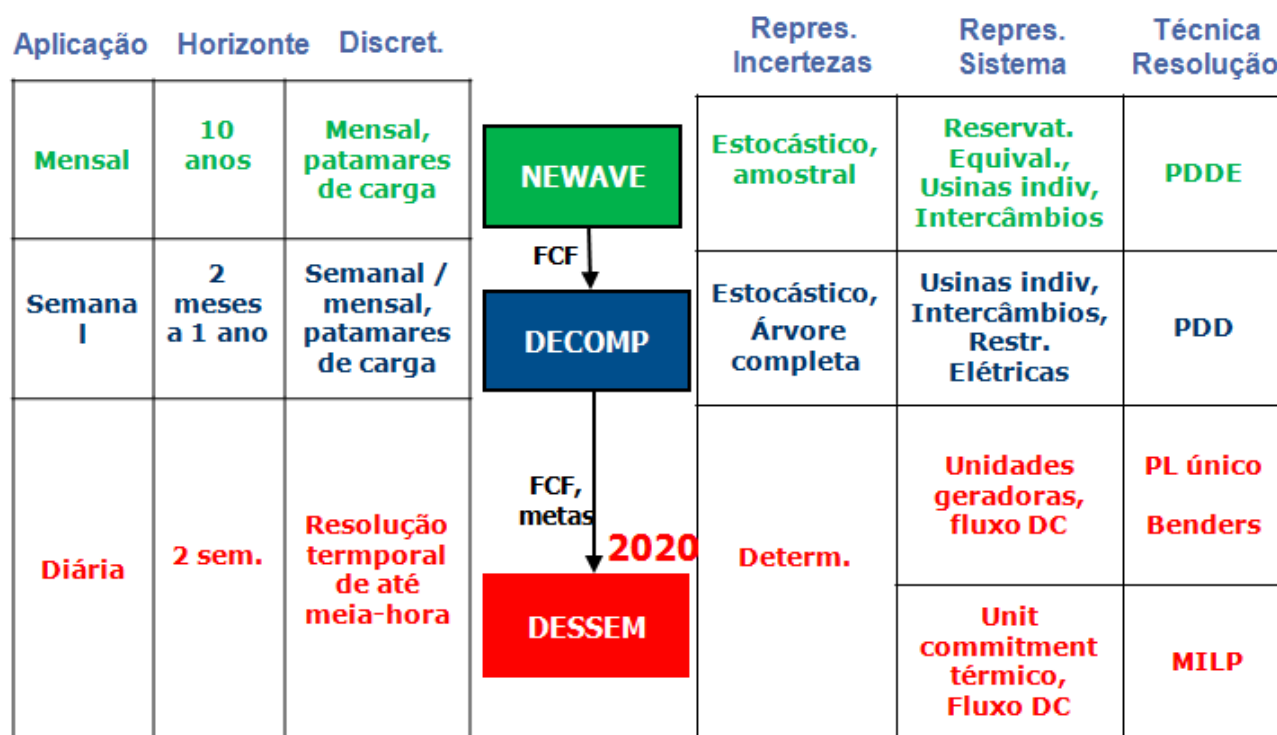 Aplicação Horizonte Discret. Repres. Incertezas Repres. Sistema Técnica Resolução
Mensal
10
anos
Mensal,
patamares
de carga
NEWAVE
Estocástico,
amostral
Reservat.
Equival.,
Usinas indiv,
Intercâmbios
PDDE
FCF
Semana
l
2
meses
a 1 ano
Semanal /
mensal,
patamares
de carga
DECOMP
Estocástico,
Árvore
completa
Usinas indiv,
Intercâmbios,
Restr.
Elétricas
PDD
FCF,
metas
2020
Diária
2 sem.
Resolução
termporal
de até
meia-hora
DESSEM
Determ.
Unidades
geradoras,
fluxo DC
PL único
Benders
Unit
commitment
térmico,
Fluxo DC
MILP